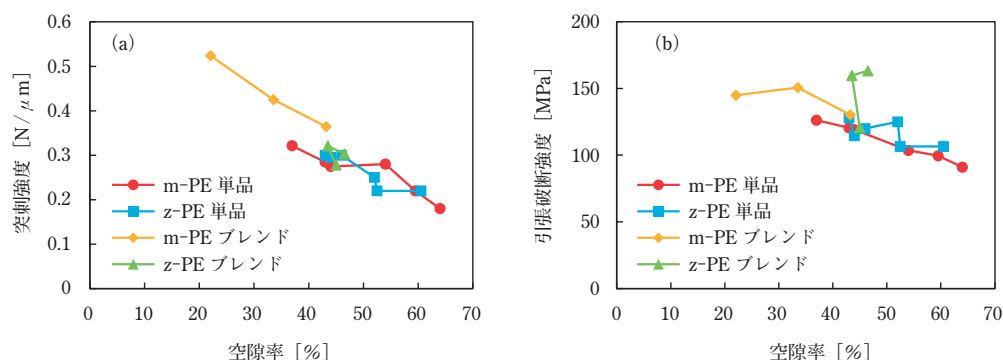 (a)
突刺強度［N/μm］
0.6
0.5
0.4
0.3
0.2
0.1
0
m-PE 単品
z-PE 単品
m-PE ブレンド
z-PE ブレンド
0 10 20 30 40 50 60 70
空隙率［%］
(b)
引張破断強度［MPa］
200
150
100
50
0
m-PE 単品
z-PE 単品
m-PE ブレンド
z-PE ブレンド
0 10 20 30 40 50 60 70
空隙率［%］